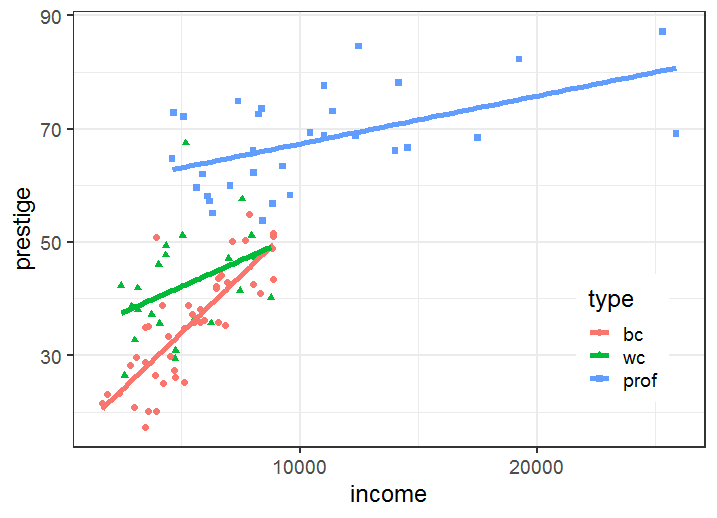 90
70
50
30
prestige
type
bc
wc
prof
10000 20000
income